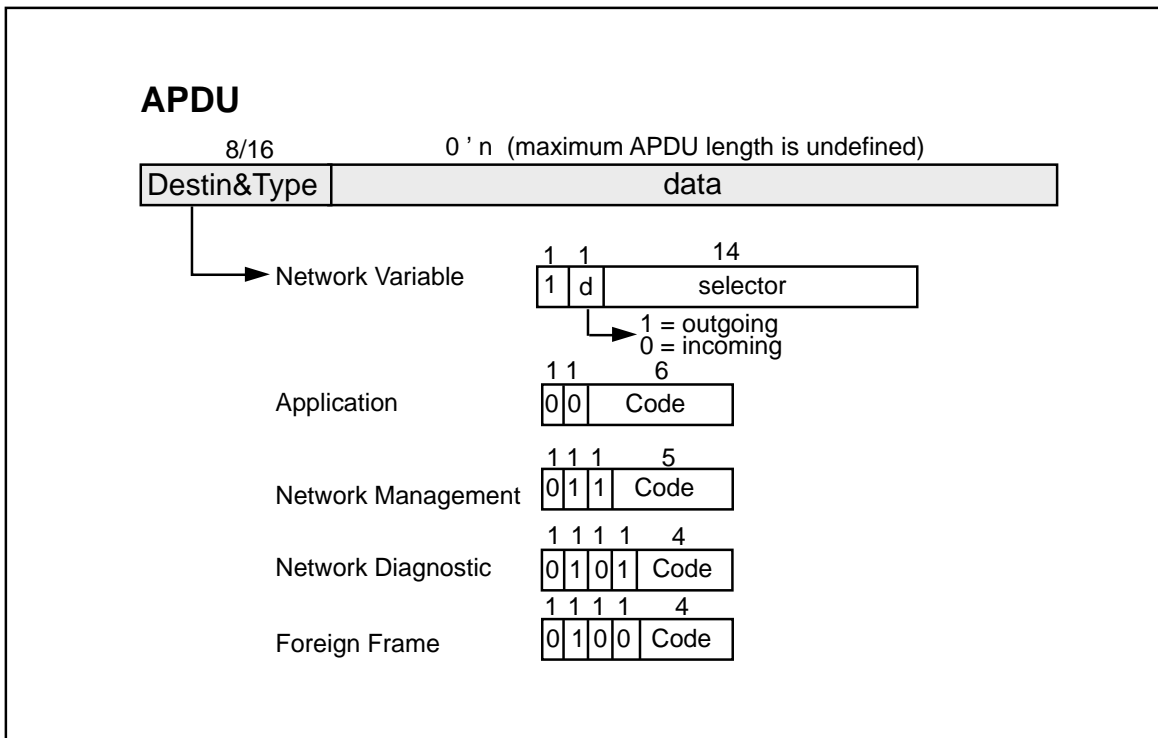 APDU
8/16 0 ' n (maximum APDU length is undefined)
Destin&Type data
1 1 14
Network Variable 1 d selector
1 = outgoing
0 = incoming
1 1 6
Application 0 0 Code
1 1 1 5
Network Management 0 1 1 Code
1 1 1 1 4
Network Diagnostic 0 1 0 1 Code
1 1 1 1 4
Foreign Frame 0 1 0 0 Code